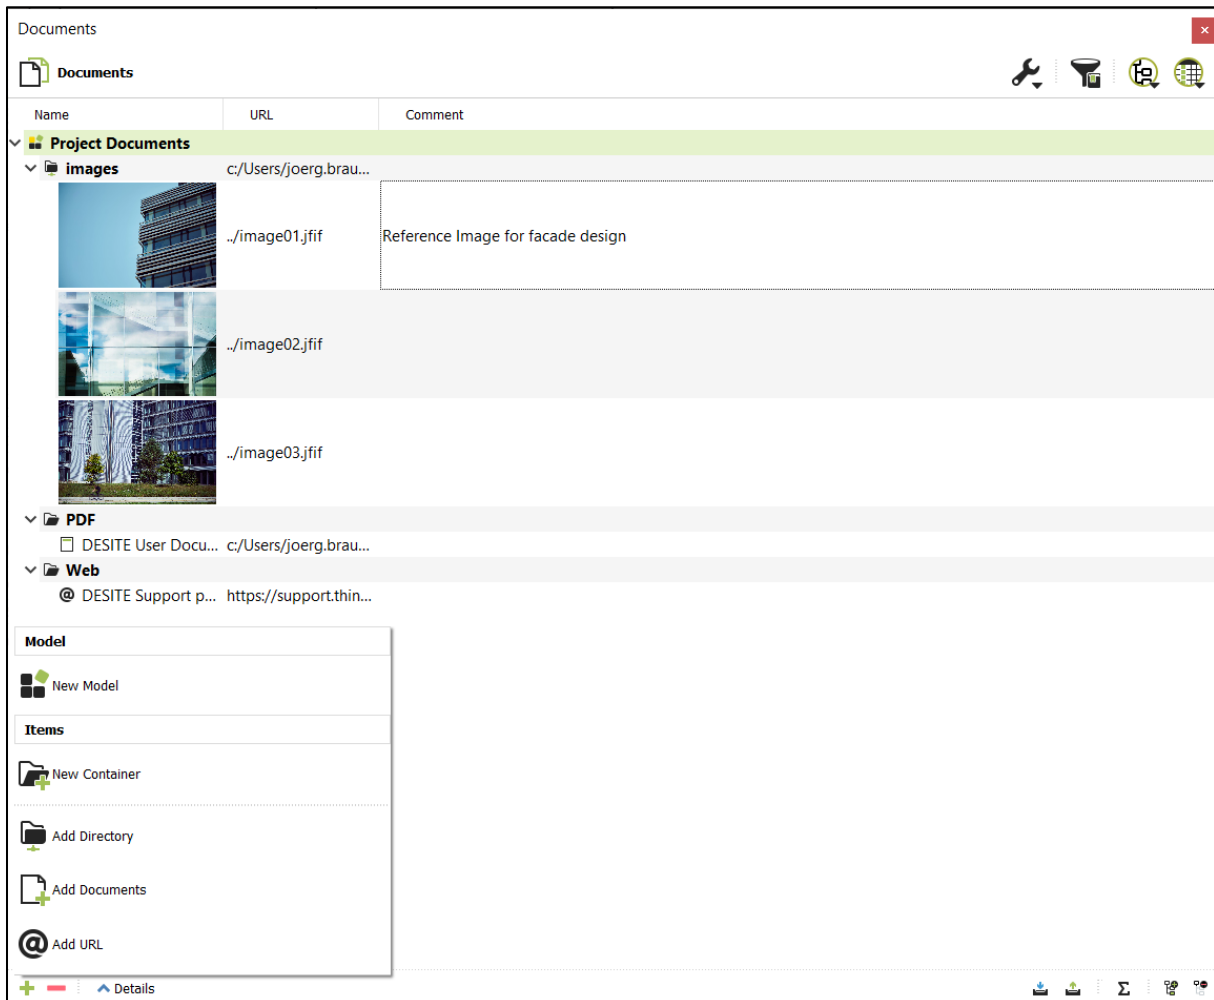 Documents
Documents
Name URL Comment
Project Documents
images c:/Users/joerg.brau...
../image01.jfif Reference Image for facade design
../image02.jfif
../image03.jfif
PDF
DESITE User Docu... c:/Users/joerg.brau...
Web
@ DESITE Support p... https://support.thin...
Model
New Model
Items
New Container
Add Directory
Add Documents
@ Add URL
Details Σ